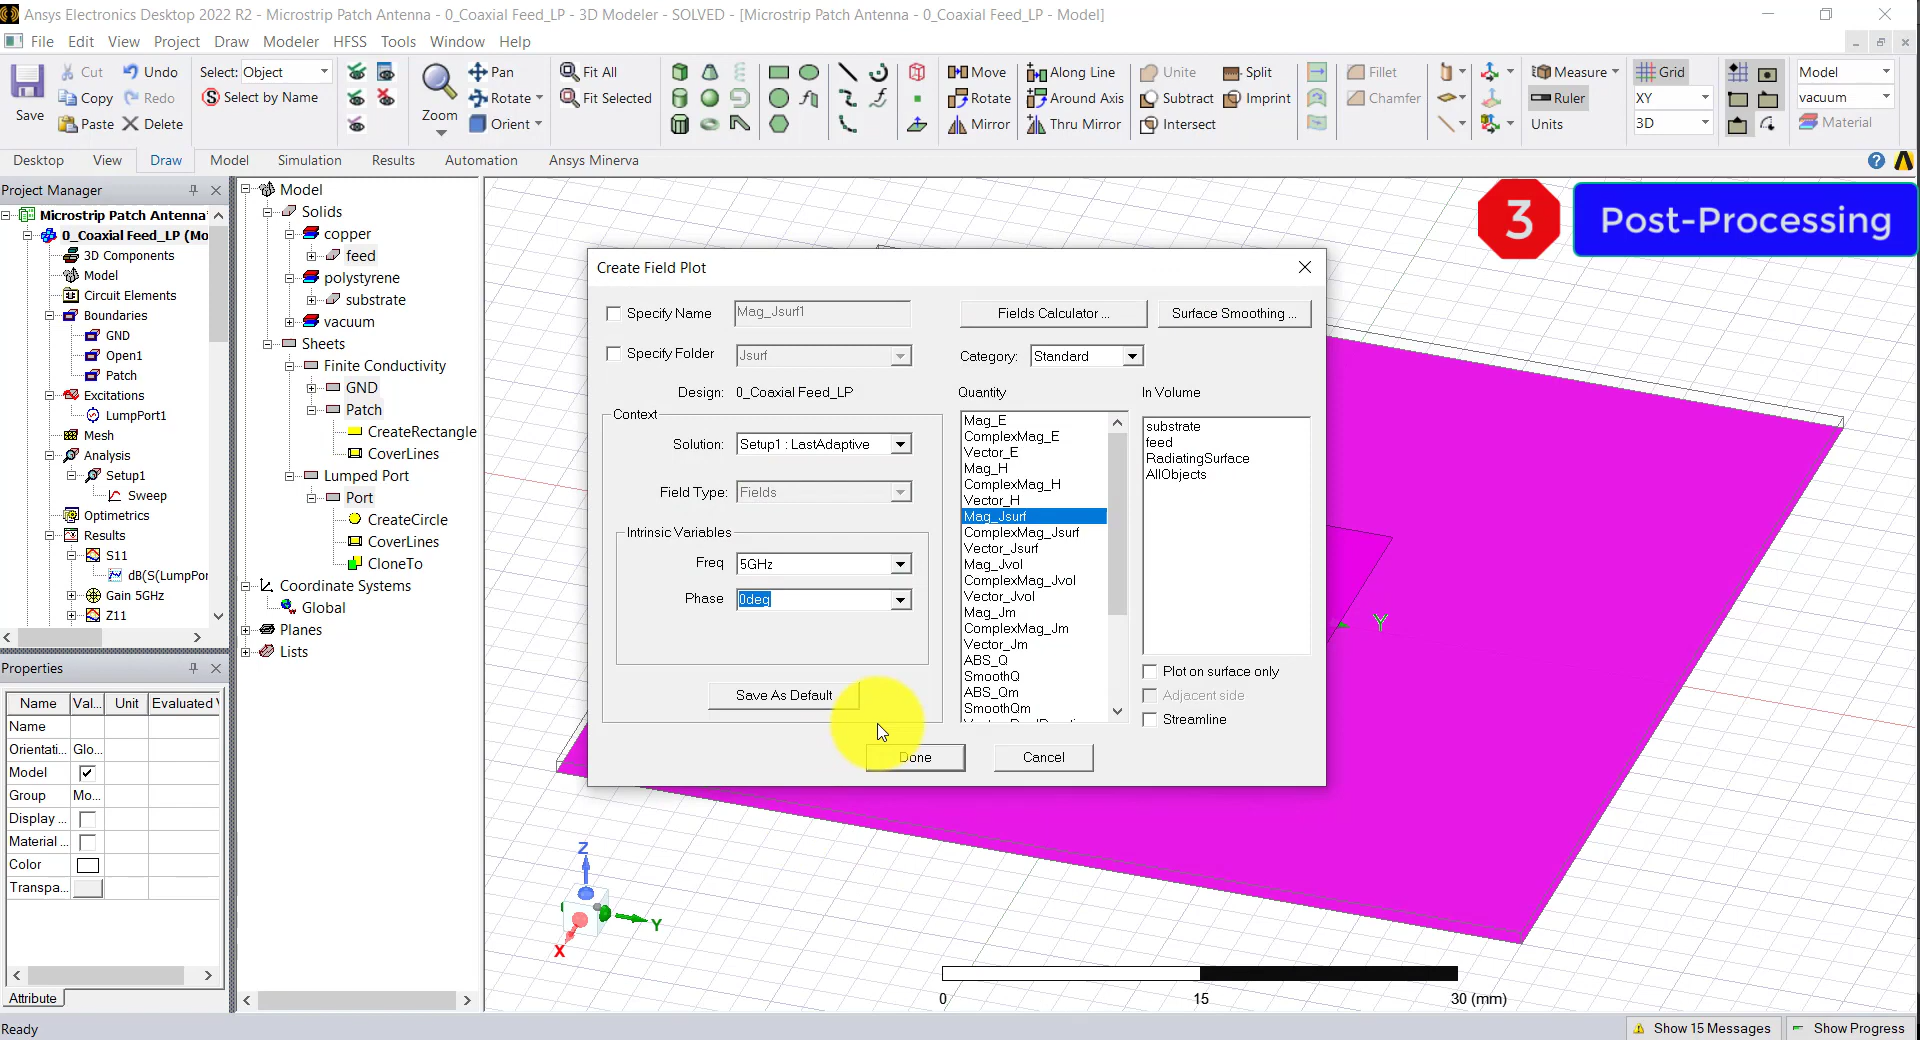 Ansys Electronics Desktop 2022 R2 - Microstrip Patch Antenna - 0_Coaxial Feed_LP - 3D Modeler - SOLVED - [Microstrip Patch Antenna - 0_Coaxial Feed_LP - Model]
File Edit View Project Draw Modeler HFSS Tools Window Help
Save
Cut
Copy
Paste
Undo
Redo
Delete
Select: Object
Select by Name
Zoom
Pan
Rotate
Orient
Fit All
Fit Selected
Move
Rotate
Mirror
Along Line
Around Axis
Thru Mirror
Unite
Subtract
Intersect
Split
Imprint
Fillet
Chamfer
Measure
Ruler
Units
Grid
XY
3D
Model
vacuum
Material
Desktop View Draw Model Simulation Results Automation Ansys Minerva
Project Manager
Microstrip Patch Antenna
0_Coaxial Feed_LP (Mo
3D Components
Model
Circuit Elements
Boundaries
GND
Open1
Patch
Excitations
LumpPort1
Mesh
Analysis
Setup1
Sweep
Optimetrics
Results
S11
dB(S(LumpPor
Gain 5GHz
Z11
Properties
Name Val... Unit Evaluated V
Name
Orientati... Glo...
Model
Group Mo...
Display ...
Material ...
Color
Transpa...
Attribute
Model
Solids
copper
feed
polystyrene
substrate
vacuum
Sheets
Finite Conductivity
GND
Patch
CreateRectangle
CoverLines
Lumped Port
Port
CreateCircle
CoverLines
CloneTo
Coordinate Systems
Global
Planes
Lists
3 Post-Processing
Create Field Plot
Specify Name Mag_Jsurf1
Specify Folder Jsurf
Design: 0_Coaxial Feed_LP
Context
Solution: Setup1 : LastAdaptive
Field Type: Fields
Intrinsic Variables
Freq 5GHz
Phase 0deg
Save As Default
Fields Calculator ...
Surface Smoothing ...
Category: Standard
Quantity
Mag_E
ComplexMag_E
Vector_E
Mag_H
ComplexMag_H
Vector_H
Mag_Jsurf
ComplexMag_Jsurf
Vector_Jsurf
Mag_Jvol
ComplexMag_Jvol
Vector_Jvol
Mag_Jm
ComplexMag_Jm
Vector_Jm
ABS_Q
SmoothQ
ABS_Qm
SmoothQm
In Volume
substrate
feed
RadiatingSurface
AllObjects
Plot on surface only
Adjacent side
Streamline
Done
Cancel
Y
Z
Y
X
0 15 30 (mm)
Ready
Show 15 Messages
Show Progress